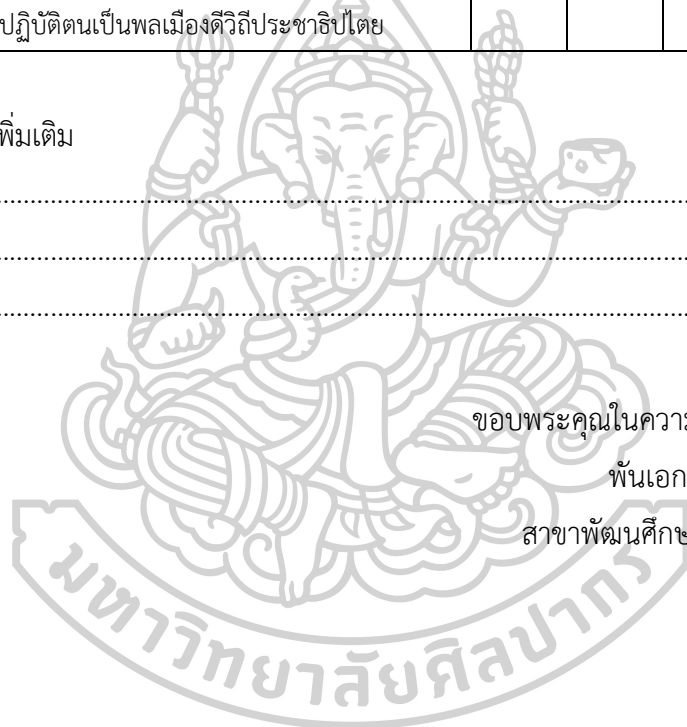 ปฏิบัติตนเป็นพลเมืองดีวิถีประชาธิปไตย
พิ่มเติม
................................................................................
................................................................................
................................................................................
ขอบพระคุณในความ
พันเอก
สาขาพัฒนศึกษ
มหาวิทยาลัยศิลปากร